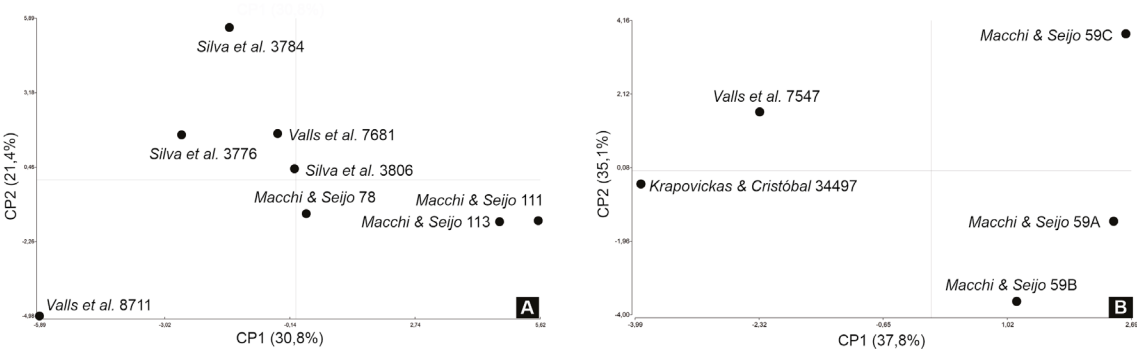 5,89
Silva et al. 3784
3,18
Valls et al. 7681
Silva et al. 3776
0,46
Silva et al. 3806
Macchi & Seijo 78
Macchi & Seijo 111
Macchi & Seijo 113
-2,26
Valls et al. 8711
-4,98
-5,89
-3,02
-0,14
2,74
5,62
CP2 (21,4%)
CP1 (30,8%)
A
4,16
Macchi & Seijo 59C
Valls et al. 7547
2,12
0,08
Krapovickas & Cristóbal 34497
Macchi & Seijo 59A
-1,96
Macchi & Seijo 59B
-4,00
-3,99
-2,32
-0,65
1,02
2,69
CP2 (35,1%)
CP1 (37,8%)
B